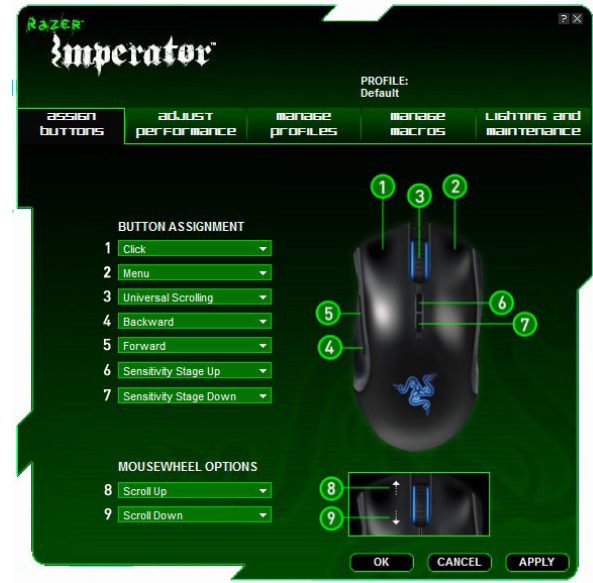 RAZER
Imperator™
? X
PROFILE:
Default
assign buttons
adjust performance
manage profiles
manage macros
Lighting and maintenance
BUTTON ASSIGNMENT
1 Click
2 Menu
3 Universal Scrolling
4 Backward
5 Forward
6 Sensitivity Stage Up
7 Sensitivity Stage Down
1
2
3
6
5
7
4
MOUSEWHEEL OPTIONS
8 Scroll Up
9 Scroll Down
8
9
OK CANCEL APPLY